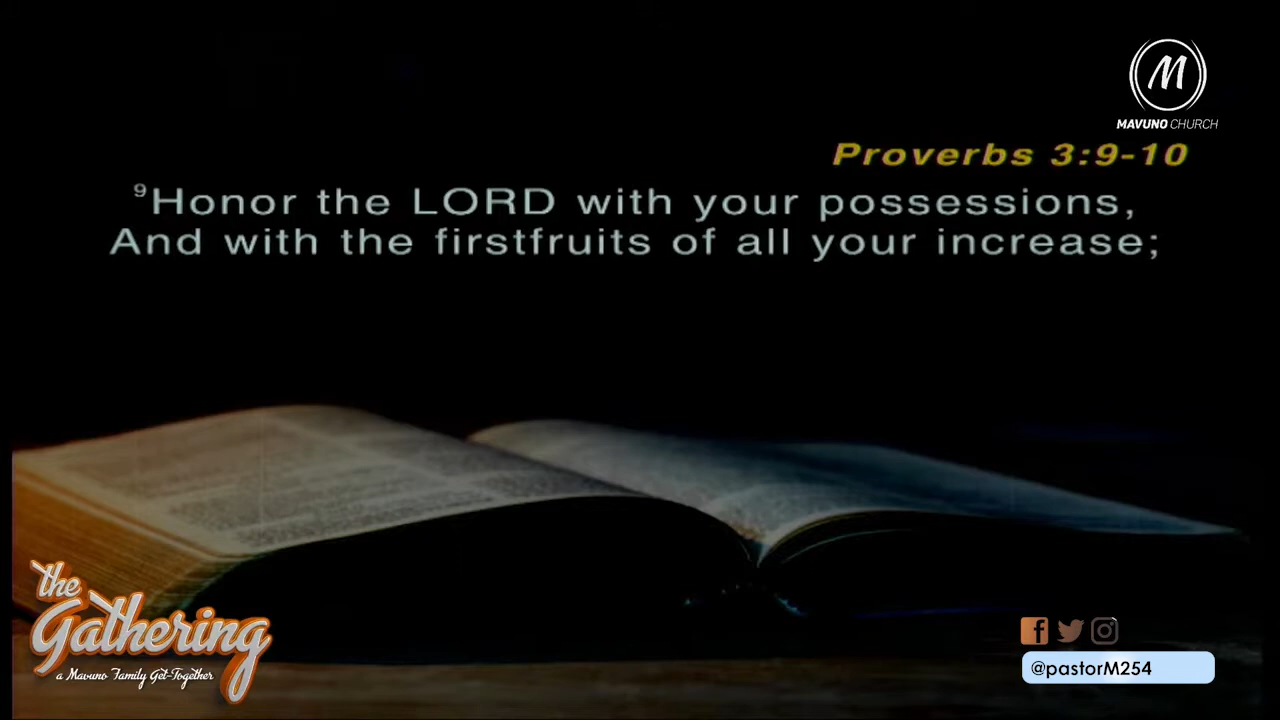 M
MAVUNO CHURCH
Proverbs 3:9-10
9Honor the LORD with your possessions,
And with the firstfruits of all your increase;
the
Gathering
a Mavuno Family Get-Together
@pastorM254